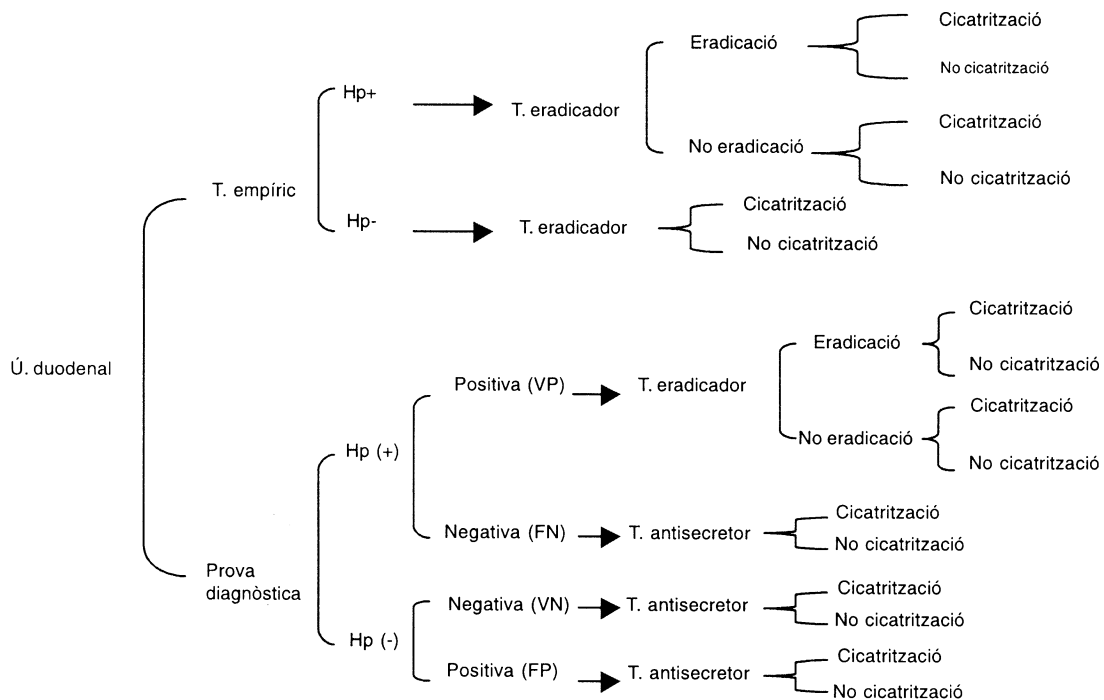 Cicatrització
Eradicació
No cicatrització
Hp+
T. eradicador
Cicatrització
No eradicació
No cicatrització
T. empíric
Cicatrització
Hp-
T. eradicador
No cicatrització
Cicatrització
Eradicació
No cicatrització
Ú. duodenal
Positiva (VP)
T. eradicador
Cicatrització
No eradicació
Hp (+)
No cicatrització
Cicatrització
Negativa (FN)
T. antisecretor
No cicatrització
Prova
diagnòstica
Cicatrització
Negativa (VN)
T. antisecretor
No cicatrització
Hp (-)
Cicatrització
Positiva (FP)
T. antisecretor
No cicatrització